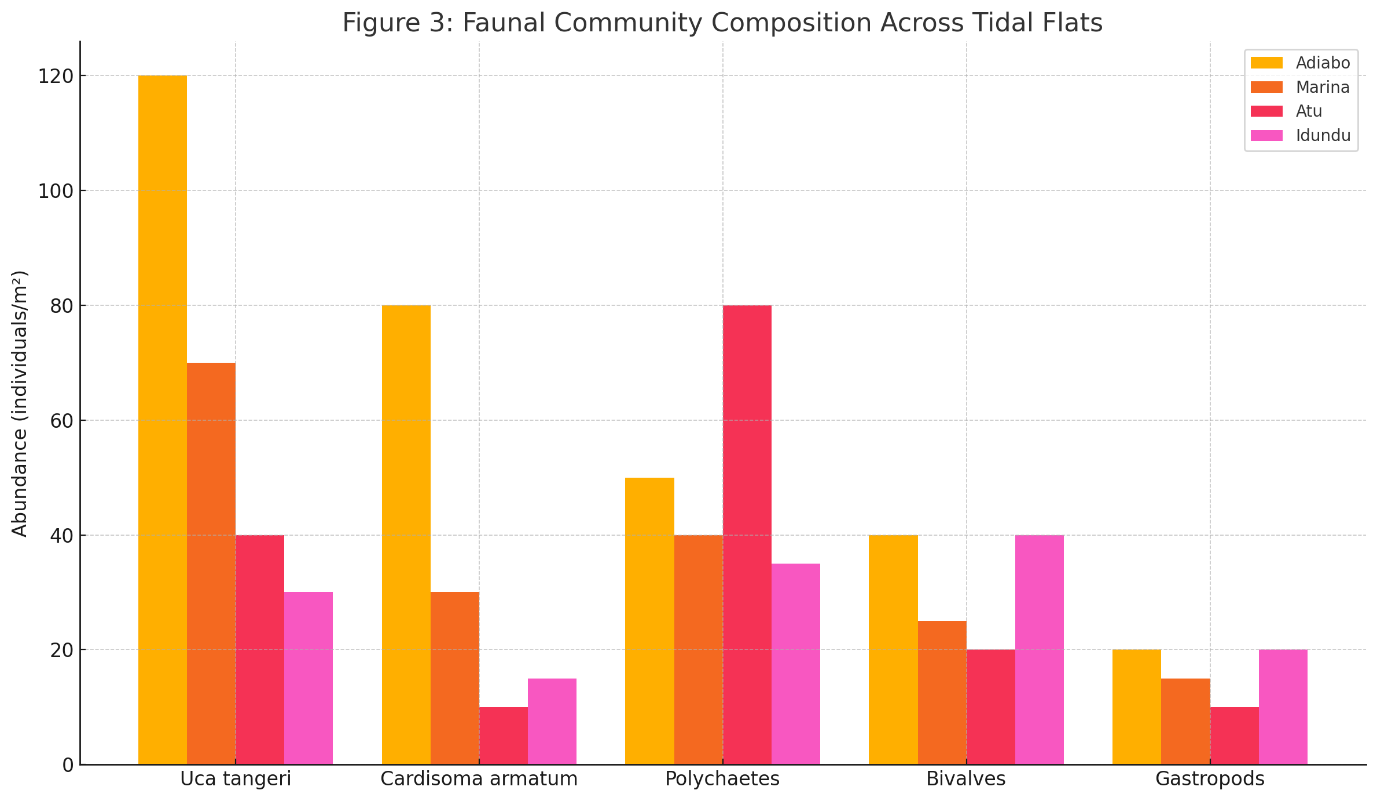 Figure 3: Faunal Community Composition Across Tidal Flats
Adiabo
Marina
Atu
Idundu
Abundance (individuals/m²)
120
100
80
60
40
20
0
Uca tangeri
Cardisoma armatum
Polychaetes
Bivalves
Gastropods